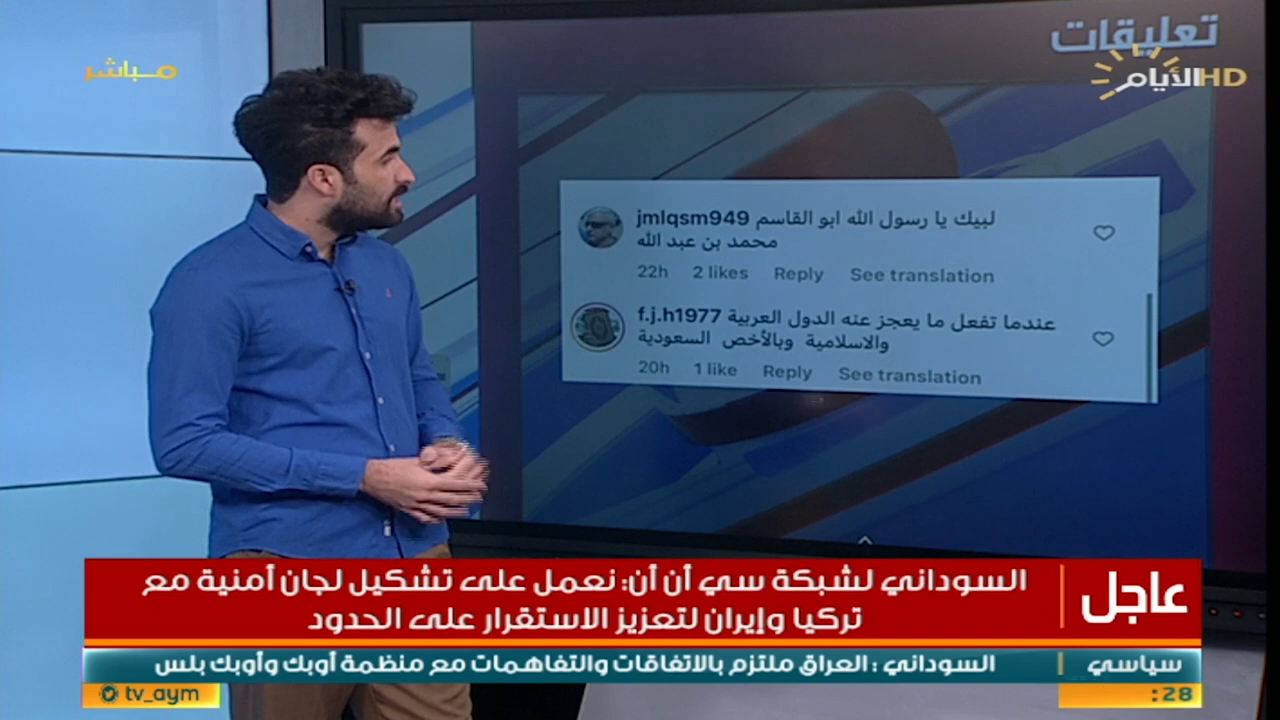 تعليقات
الأيام HD
مباشر
jmlqsm949 لبيك يا رسول الله ابو القاسم
محمد بن عبد الله
22h 2 likes Reply See translation
f.j.h1977 عندما تفعل ما يعجز عنه الدول العربية
والاسلامية وبالأخص السعودية
20h 1 like Reply See translation
عاجل
السوداني لشبكة سي أن أن: نعمل على تشكيل لجان أمنية مع
تركيا وإيران لتعزيز الاستقرار على الحدود
سياسي | السوداني : العراق ملتزم بالاتفاقات والتفاهمات مع منظمة أوبك وأوبك بلس
tv_aym
:28